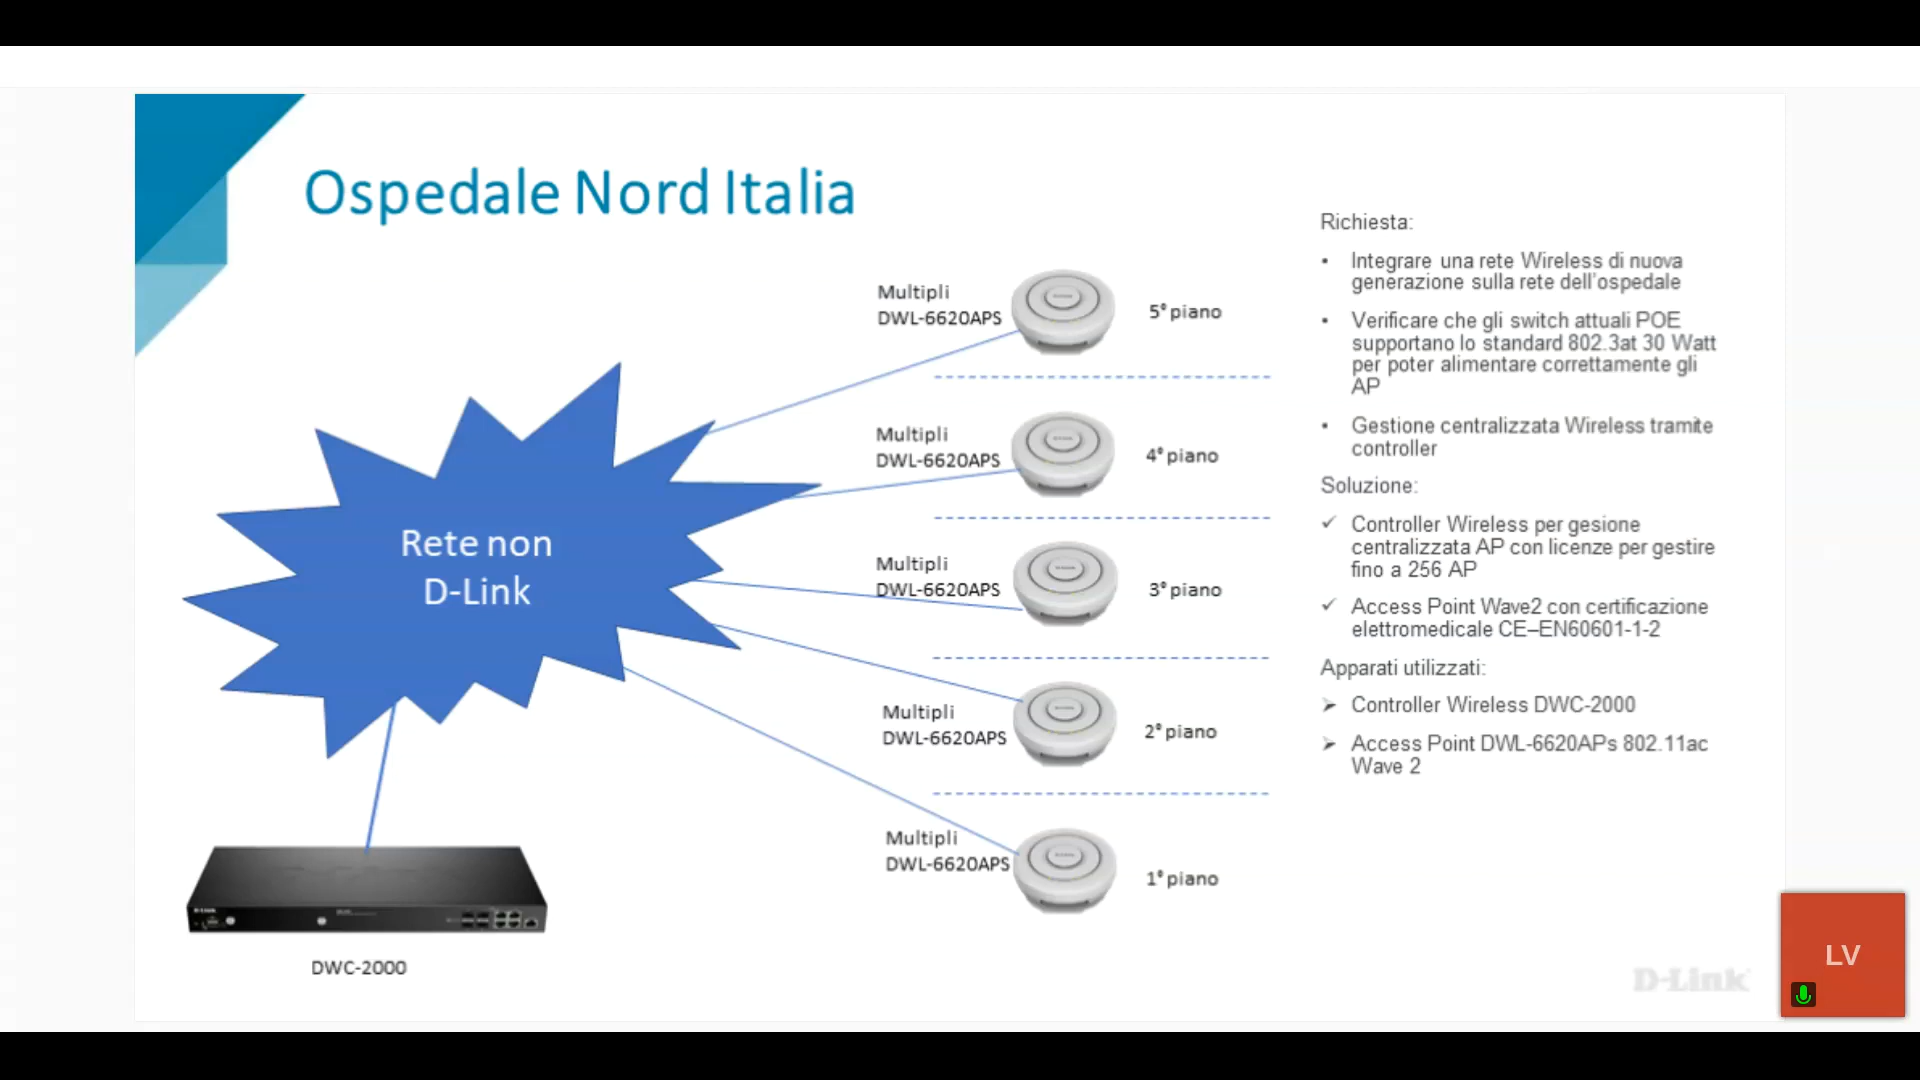 Ospedale Nord Italia
Multipli
DWL-6620APS
5° piano
Multipli
DWL-6620APS
4° piano
Multipli
DWL-6620APS
3° piano
Multipli
DWL-6620APS
2° piano
Multipli
DWL-6620APS
1° piano
Rete non
D-Link
DWC-2000
Richiesta:
• Integrare una rete Wireless di nuova
generazione sulla rete dell'ospedale
• Verificare che gli switch attuali POE
supportano lo standard 802.3at 30 Watt
per poter alimentare correttamente gli
AP
• Gestione centralizzata Wireless tramite
controller
Soluzione:
✓ Controller Wireless per gesione
centralizzata AP con licenze per gestire
fino a 256 AP
✓ Access Point Wave2 con certificazione
elettromedicale CE–EN60601-1-2
Apparati utilizzati:
➢ Controller Wireless DWC-2000
➢ Access Point DWL-6620APs 802.11ac
Wave 2
D-Link
LV